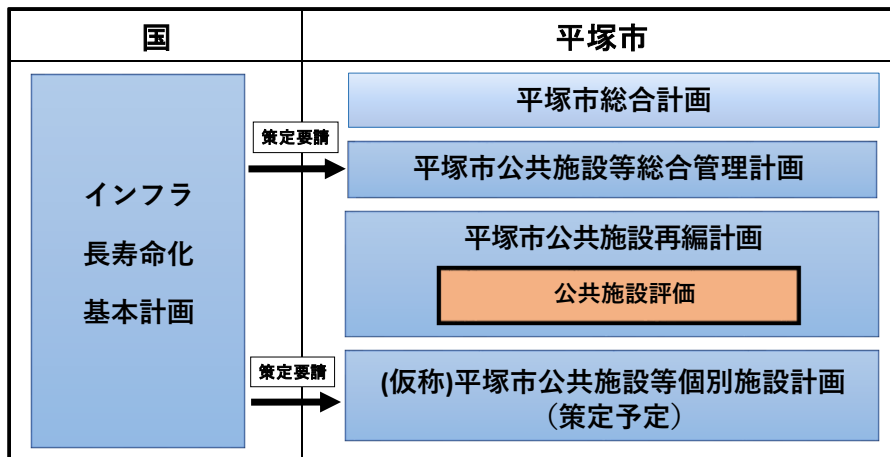 国
平塚市
インフラ
長寿命化
基本計画
策定要請
策定要請
平塚市総合計画
平塚市公共施設等総合管理計画
平塚市公共施設再編計画
公共施設評価
(仮称)平塚市公共施設等個別施設計画
（策定予定）